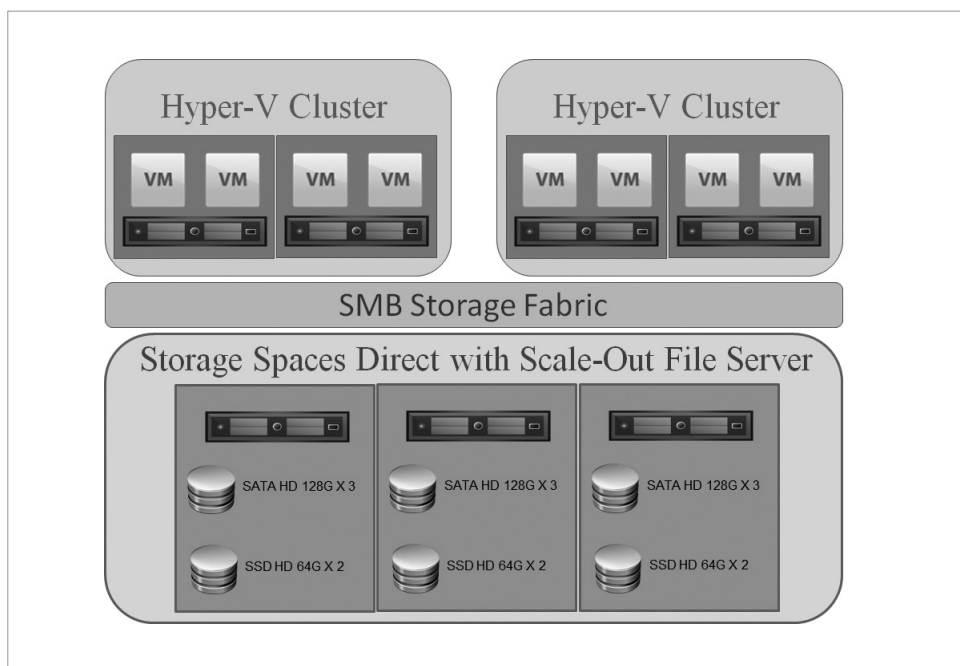 Hyper-V Cluster
VM VM VM VM
Hyper-V Cluster
VM VM VM VM
SMB Storage Fabric
Storage Spaces Direct with Scale-Out File Server
SATA HD 128G X 3
SSD HD 64G X 2
SATA HD 128G X 3
SSD HD 64G X 2
SATA HD 128G X 3
SSD HD 64G X 2